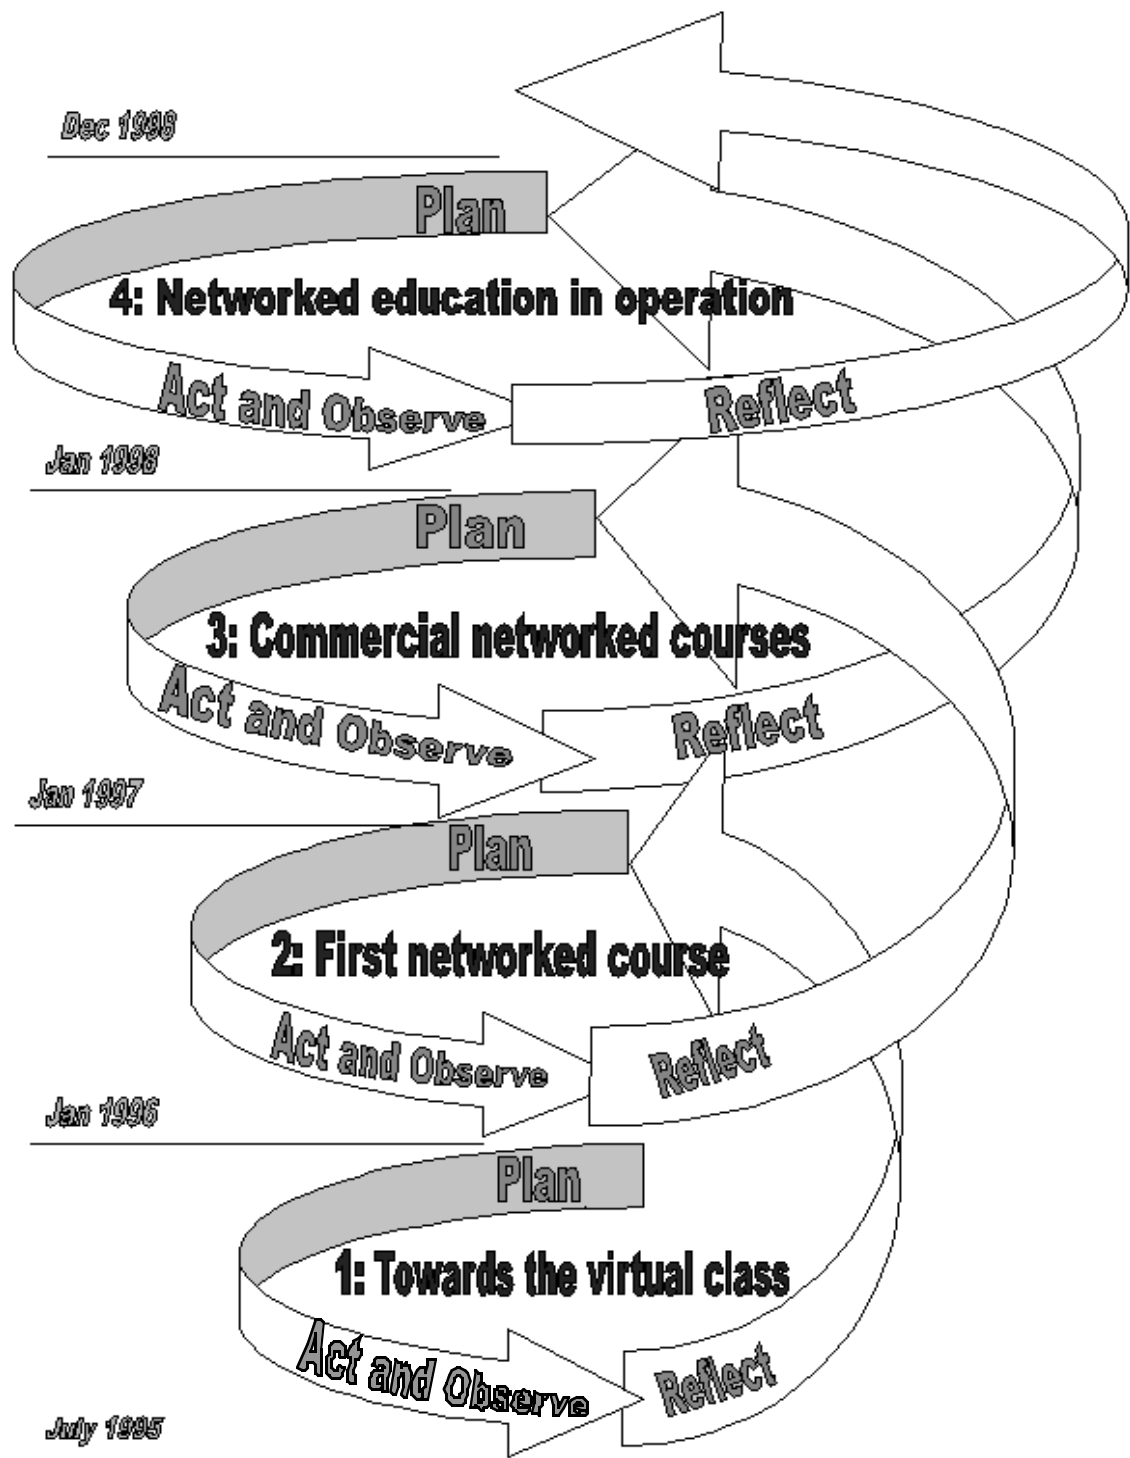 Dec 1998
Plan
4: Networked education in operation
Act and Observe
Reflect
Jan 1998
Plan
3: Commercial networked courses
Act and Observe
Reflect
Jan 1997
Plan
2: First networked course
Act and Observe
Reflect
Jan 1996
Plan
1: Towards the virtual class
Act and Observe
Reflect
July 1995